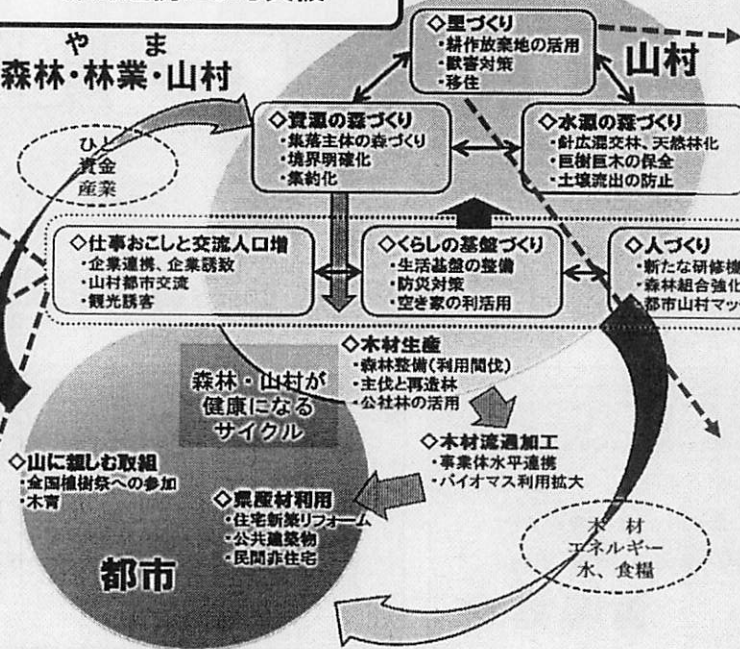 やま
森林・林業・山村
山村
◇里づくり
・耕作放棄地の活用
・獣害対策
・移住
◇資源の森づくり
・集落主体の森づくり
・境界明確化
・集約化
◇水源の森づくり
・針広混交林、天然林化
・巨樹巨木の保全
・土壌流出の防止
ひと
資金
産業
◇仕事おこしと交流人口増
・企業連携、企業誘致
・山村都市交流
・観光誘客
◇くらしの基盤づくり
・生活基盤の整備
・防災対策
・空き家の利活用
◇人づくり
・新たな研修機
・森林組合強化
・都市山村マッ
森林・山村が
健康になる
サイクル
◇木材生産
・森林整備(利用間伐)
・主伐と再造林
・公社林の活用
◇木材流通加工
・事業体水平連携
・バイオマス利用拡大
◇山に親しむ取組
・全国植樹祭への参加
・木育
◇県産材利用
・住宅新築リフォーム
・公共建築物
・民間非住宅
都市
木材
エネルギー
水、食糧